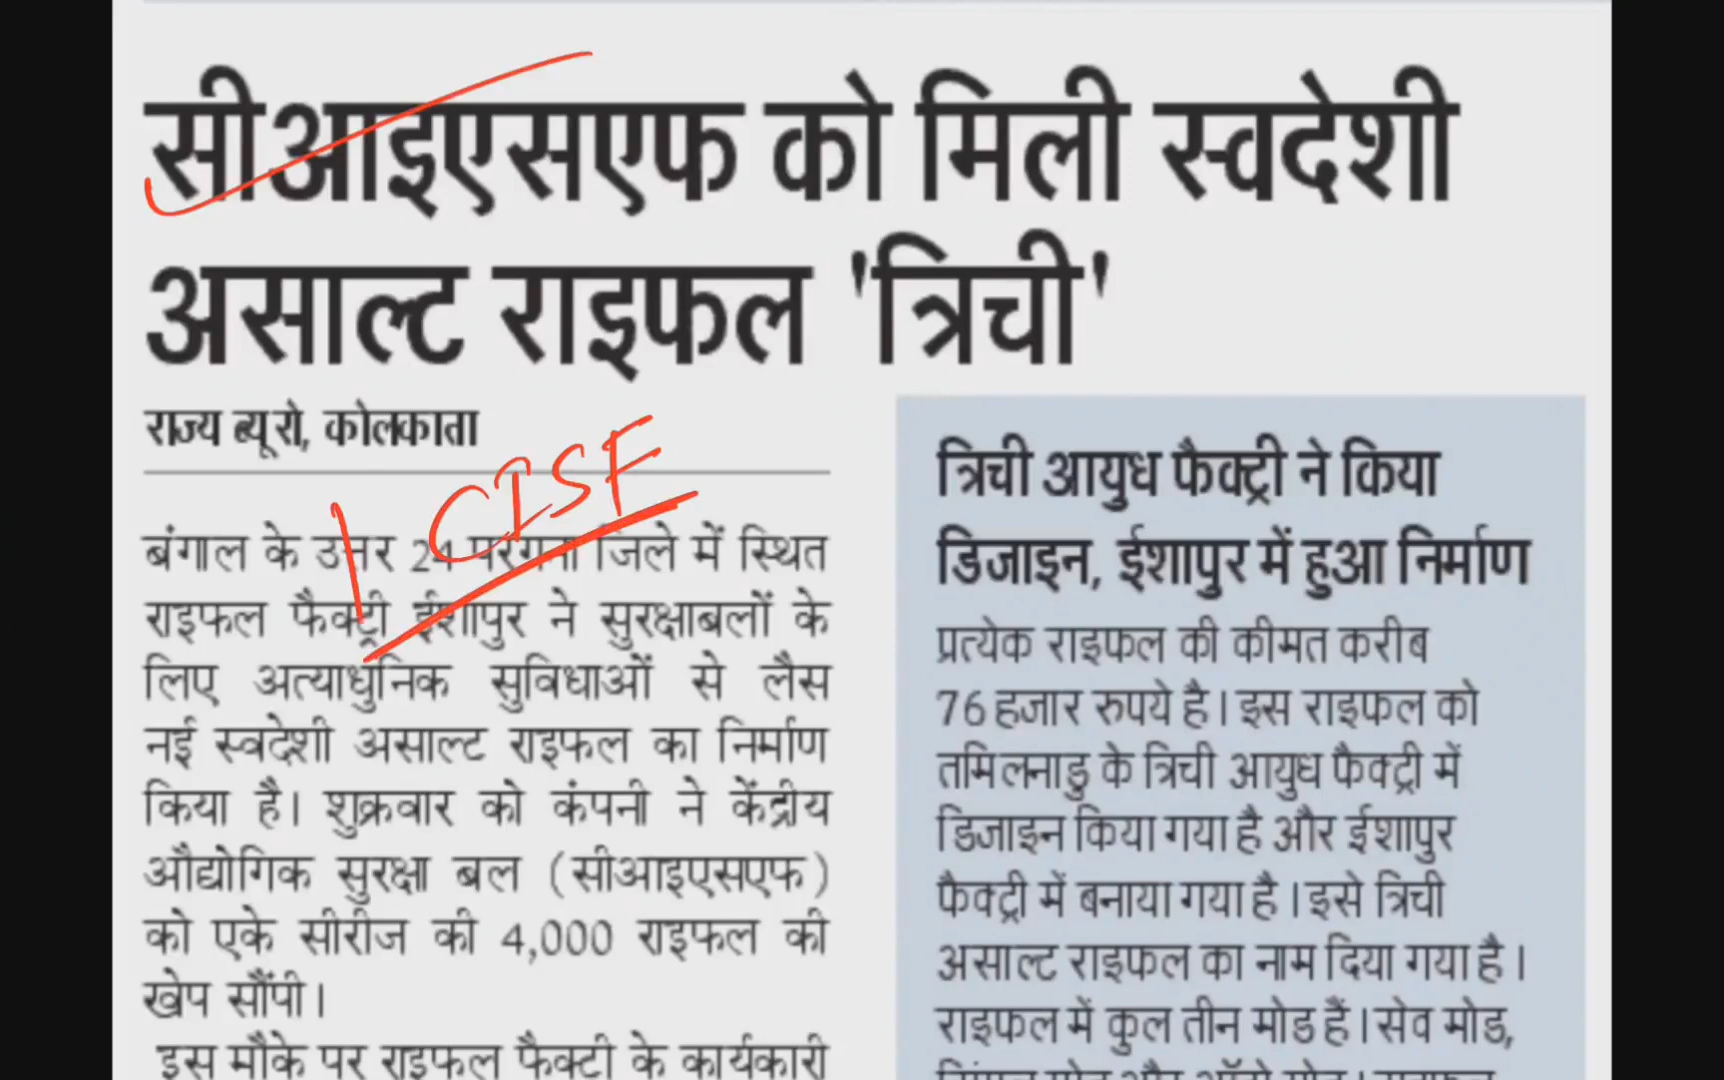 सीआइएसएफ को मिली स्वदेशी
असाल्ट राइफल 'त्रिची'
राज्य ब्यूरो, कोलकाता
CISF
बंगाल के उत्तर 24 परगना जिले में स्थित
राइफल फैक्ट्री ईशापुर ने सुरक्षाबलों के
लिए अत्याधुनिक सुविधाओं से लैस
नई स्वदेशी असाल्ट राइफल का निर्माण
किया है। शुक्रवार को कंपनी ने केंद्रीय
औद्योगिक सुरक्षा बल (सीआइएसएफ)
को एके सीरीज की 4,000 राइफल की
खेप सौंपी।
इस मौके पर राइफल फैक्टी के कार्यकारी
त्रिची आयुध फैक्ट्री ने किया
डिजाइन, ईशापुर में हुआ निर्माण
प्रत्येक राइफल की कीमत करीब
76 हजार रुपये है। इस राइफल को
तमिलनाडु के त्रिची आयुध फैक्ट्री में
डिजाइन किया गया है और ईशापुर
फैक्ट्री में बनाया गया है। इसे त्रिची
असाल्ट राइफल का नाम दिया गया है।
राइफल में कुल तीन मोड हैं। सेव मोड,